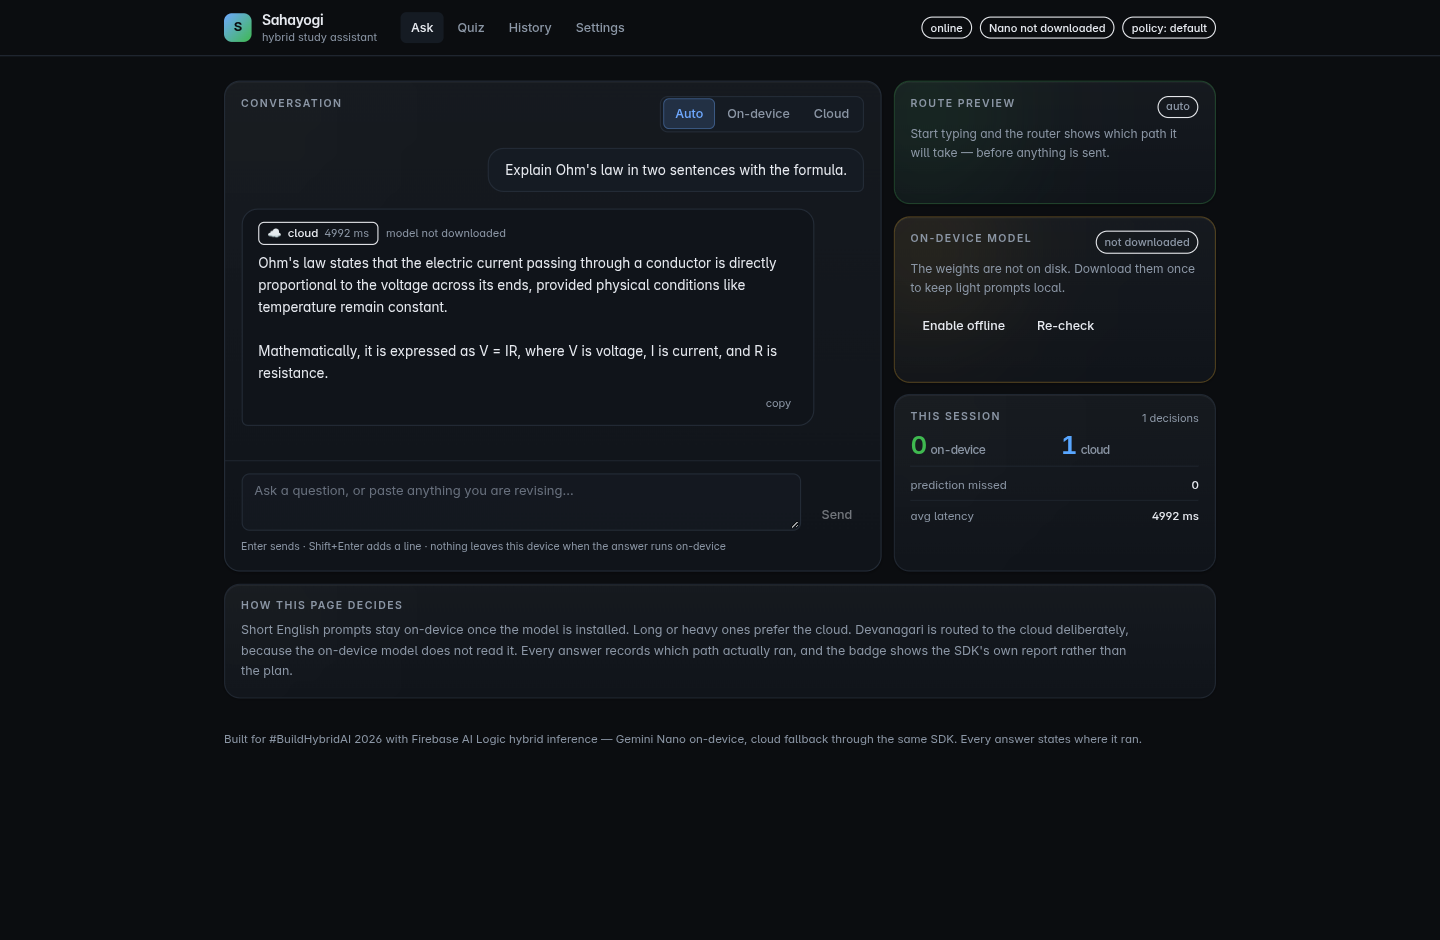 S
Sahayogi
hybrid study assistant
Ask
Quiz
History
Settings
online
Nano not downloaded
policy: default
CONVERSATION
Auto
On-device
Cloud
Explain Ohm's law in two sentences with the formula.
☁️ cloud 4992 ms model not downloaded
Ohm's law states that the electric current passing through a conductor is directly
proportional to the voltage across its ends, provided physical conditions like
temperature remain constant.
Mathematically, it is expressed as V = IR, where V is voltage, I is current, and R is
resistance.
copy
Ask a question, or paste anything you are revising...
Send
Enter sends · Shift+Enter adds a line · nothing leaves this device when the answer runs on-device
ROUTE PREVIEW
auto
Start typing and the router shows which path it
will take — before anything is sent.
ON-DEVICE MODEL
not downloaded
The weights are not on disk. Download them once
to keep light prompts local.
Enable offline
Re-check
THIS SESSION
1 decisions
0 on-device
1 cloud
prediction missed 0
avg latency 4992 ms
HOW THIS PAGE DECIDES
Short English prompts stay on-device once the model is installed. Long or heavy ones prefer the cloud. Devanagari is routed to the cloud deliberately,
because the on-device model does not read it. Every answer records which path actually ran, and the badge shows the SDK's own report rather than
the plan.
Built for #BuildHybridAI 2026 with Firebase AI Logic hybrid inference — Gemini Nano on-device, cloud fallback through the same SDK. Every answer states where it ran.